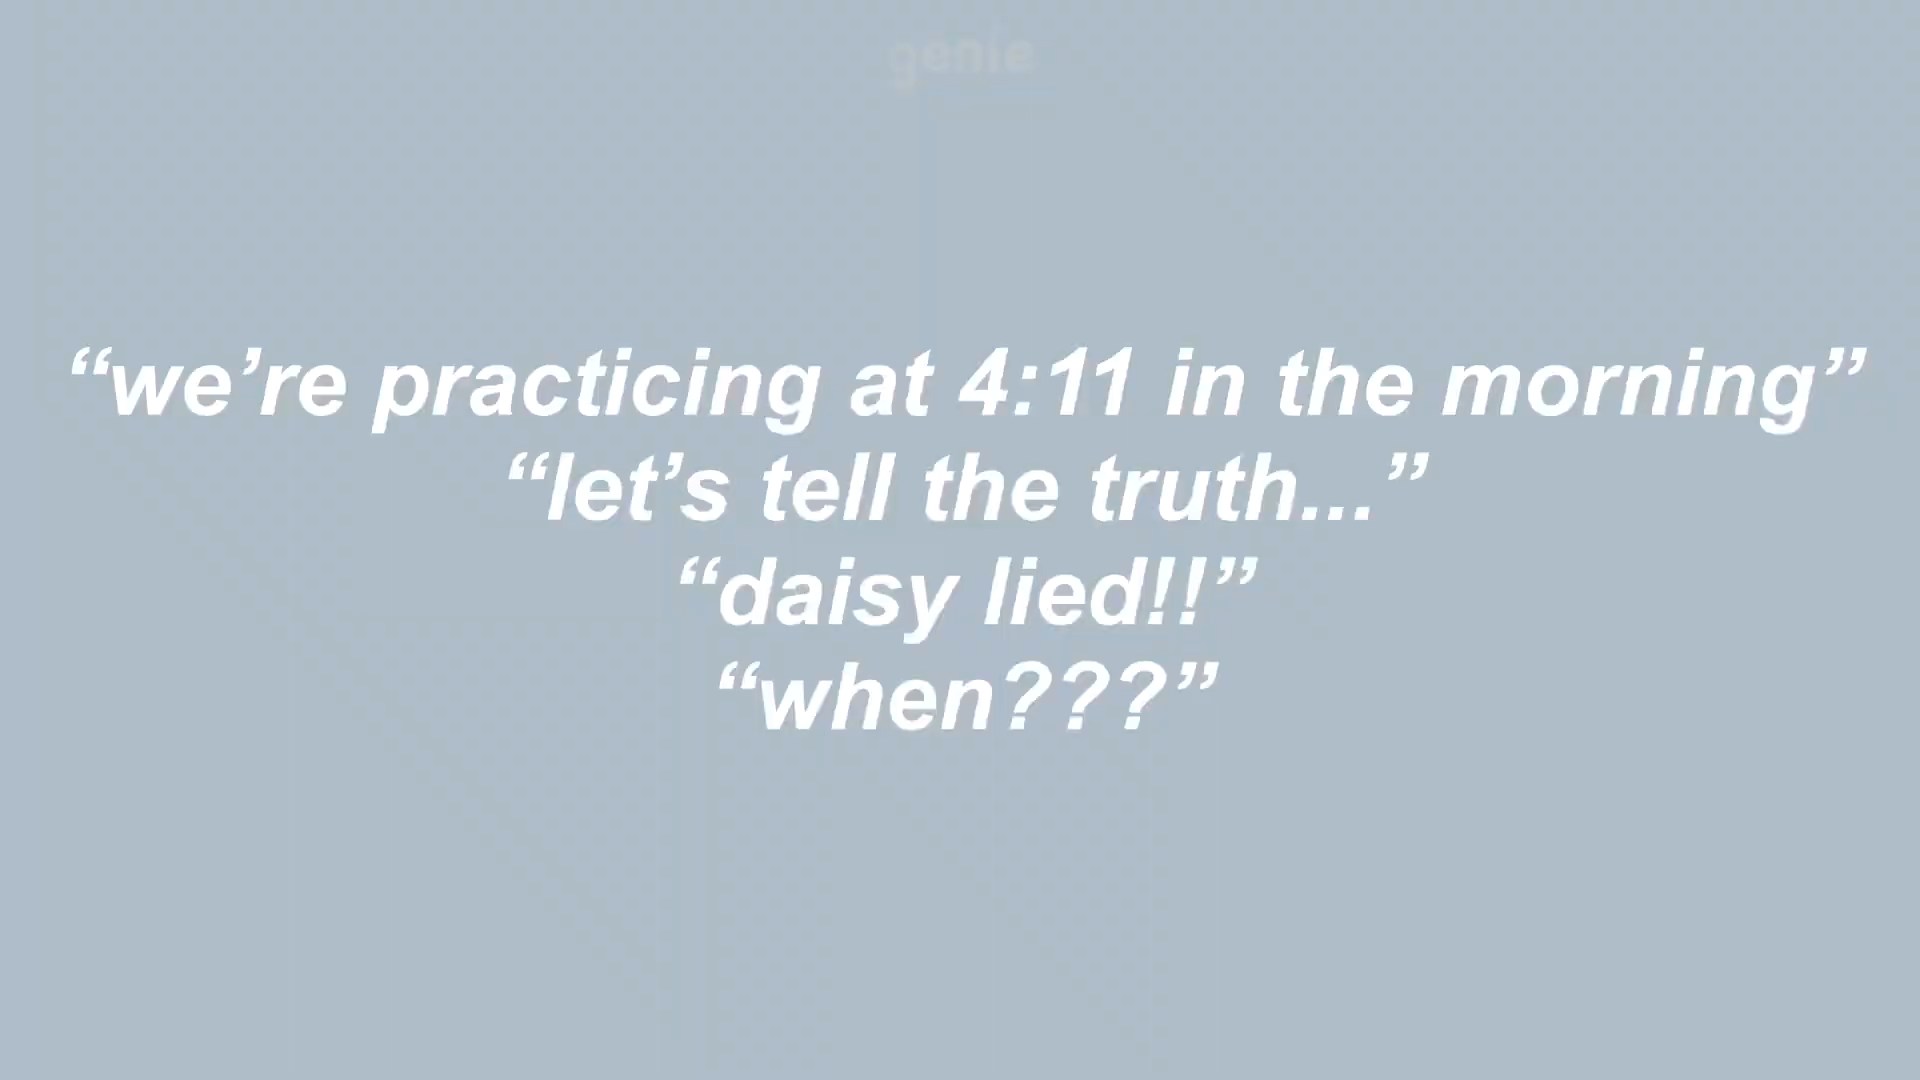 genie
“we’re practicing at 4:11 in the morning”
“let’s tell the truth...”
“daisy lied!!”
“when???”